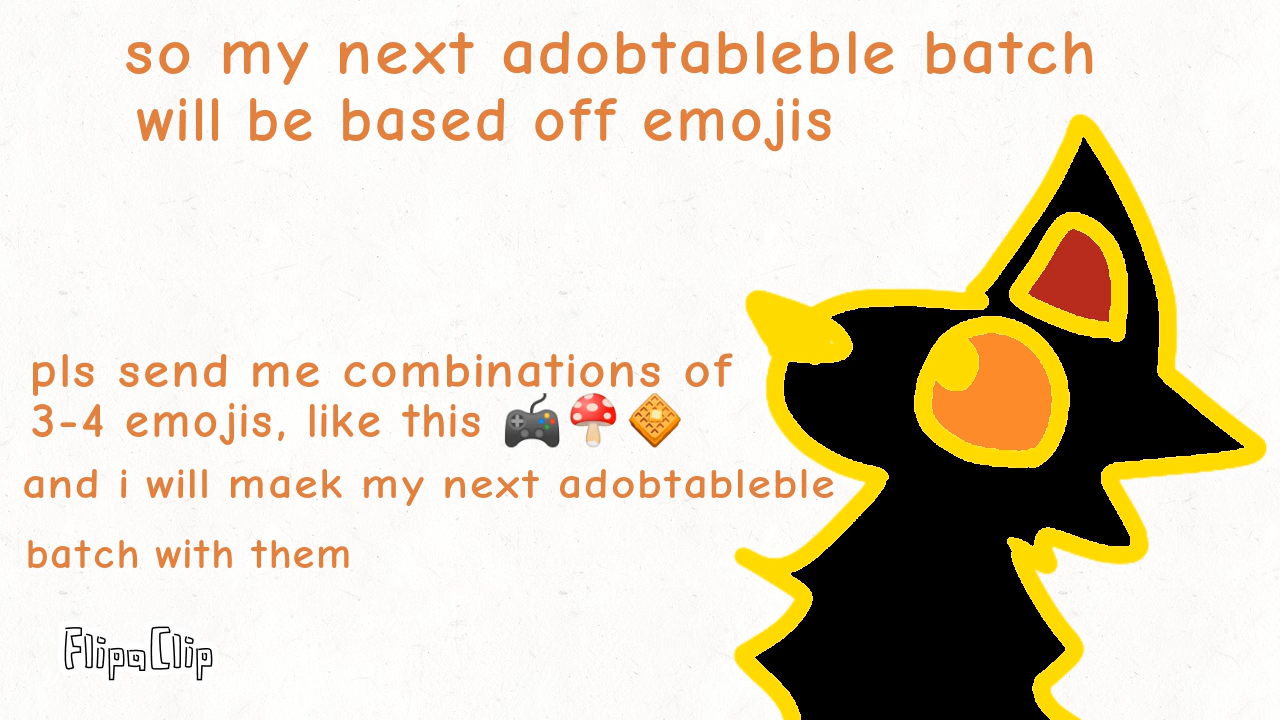 so my next adobtableble batch
will be based off emojis
pls send me combinations of
3-4 emojis, like this 🎮🍄🧇
and i will maek my next adobtableble
batch with them
FlipaClip